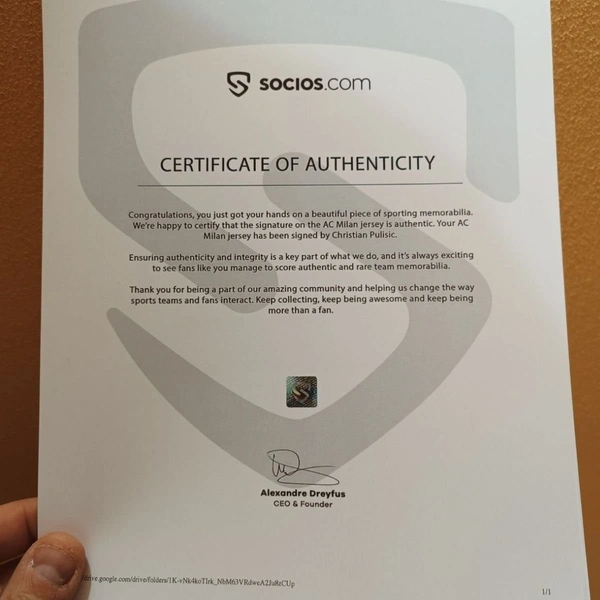 SOCIOS.COM
CERTIFICATE OF AUTHENTICITY
Congratulations, you just got your hands on a beautiful piece of sporting memorabilia.
We're happy to certify that the signature on the AC Milan jersey is authentic. Your AC
Milan jersey has been signed by Christian Pulisic.
Ensuring authenticity and integrity is a key part of what we do, and it's always exciting
to see fans like you manage to score authentic and rare team memorabilia.
Thank you for being a part of our amazing community and helping us change the way
sports teams and fans interact. Keep collecting, keep being awesome and keep being
more than a fan.
Alexandre Dreyfus
CEO & Founder
1/1